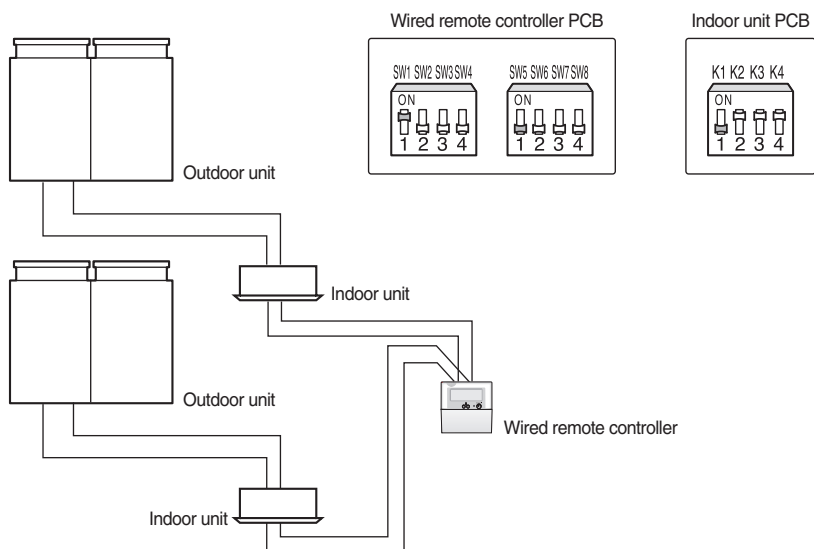 Wired remote controller PCB
Indoor unit PCB
SW1 SW2 SW3 SW4
SW5 SW6 SW7 SW8
K1 K2 K3 K4
ON
ON
ON
1 2 3 4
1 2 3 4
1 2 3 4
Outdoor unit
Indoor unit
Outdoor unit
Wired remote controller
Indoor unit